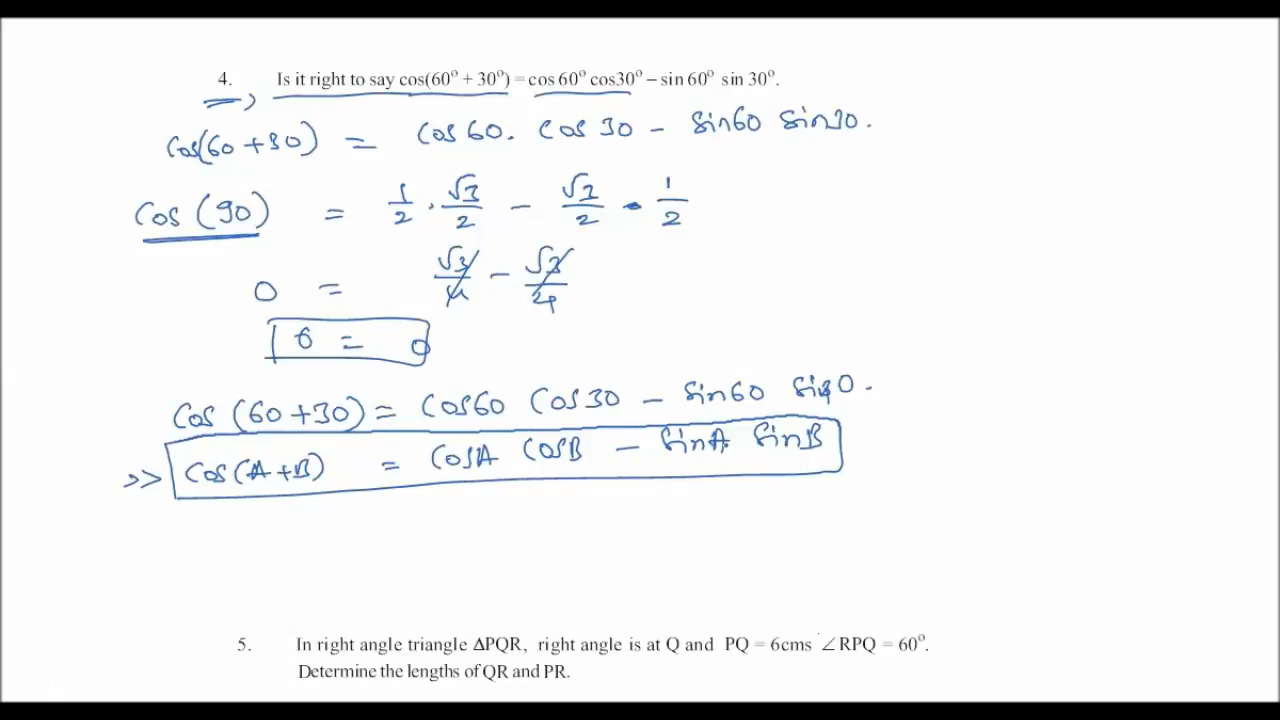 4. Is it right to say cos(60° + 30°) = cos 60° cos30° – sin 60° sin 30°.
Cos(60 + 30) = Cos 60. Cos 30 – Sin60 Sin30.
Cos (90) = 1/2 . √3/2 – √3/2 · 1/2
0 = √3/4 – √3/4
0 = 0
Cos (60 + 30) = Cos60 Cos 30 – Sin60 Sin30.
>> Cos(A+B) = CosA CosB – SinA. SinB
5. In right angle triangle ΔPQR, right angle is at Q and PQ = 6cms ∠RPQ = 60°.
Determine the lengths of QR and PR.